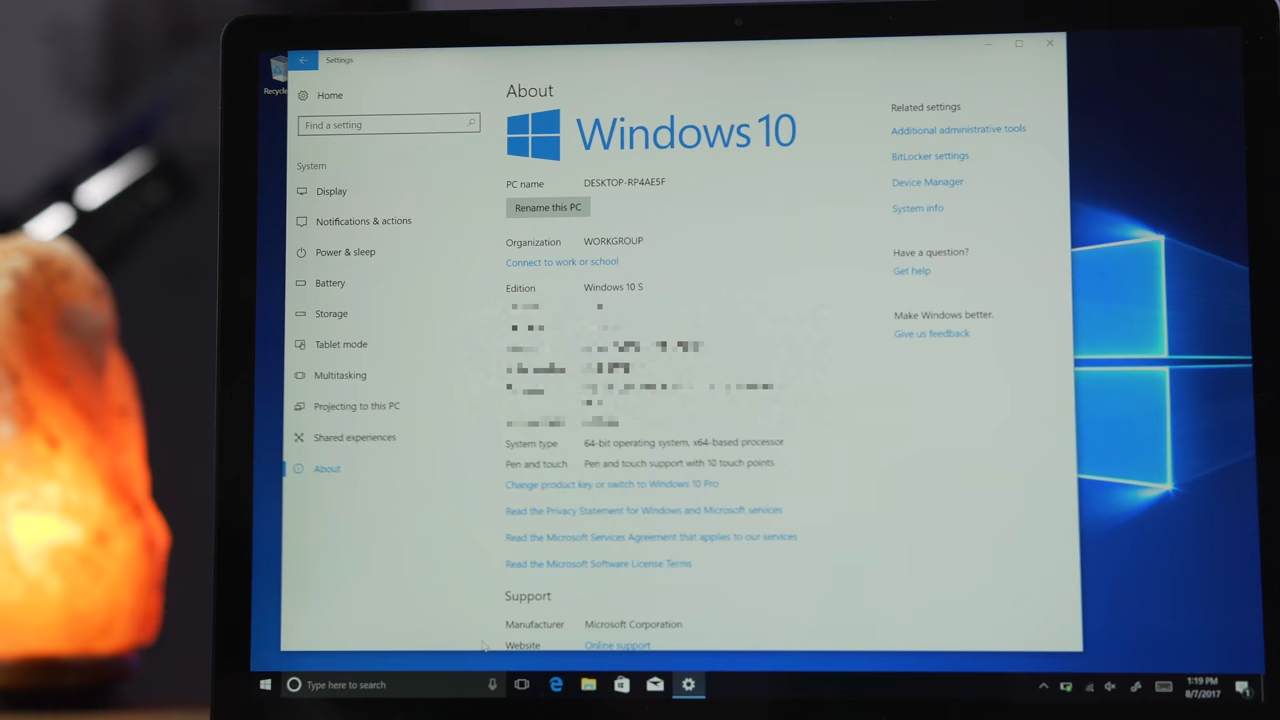 Recycle
Settings
Home
Find a setting
System
Display
Notifications & actions
Power & sleep
Battery
Storage
Tablet mode
Multitasking
Projecting to this PC
Shared experiences
About
About
Windows 10
PC name DESKTOP-RP4AE5F
Rename this PC
Organization WORKGROUP
Connect to work or school
Edition Windows 10 S
System type 64-bit operating system, x64-based processor
Pen and touch Pen and touch support with 10 touch points
Change product key or switch to Windows 10 Pro
Read the Privacy Statement for Windows and Microsoft services
Read the Microsoft Services Agreement that applies to our services
Read the Microsoft Software License Terms
Support
Manufacturer Microsoft Corporation
Website Online support
Related settings
Additional administrative tools
BitLocker settings
Device Manager
System info
Have a question?
Get help
Make Windows better.
Give us feedback
Type here to search
1:19 PM
8/7/2017